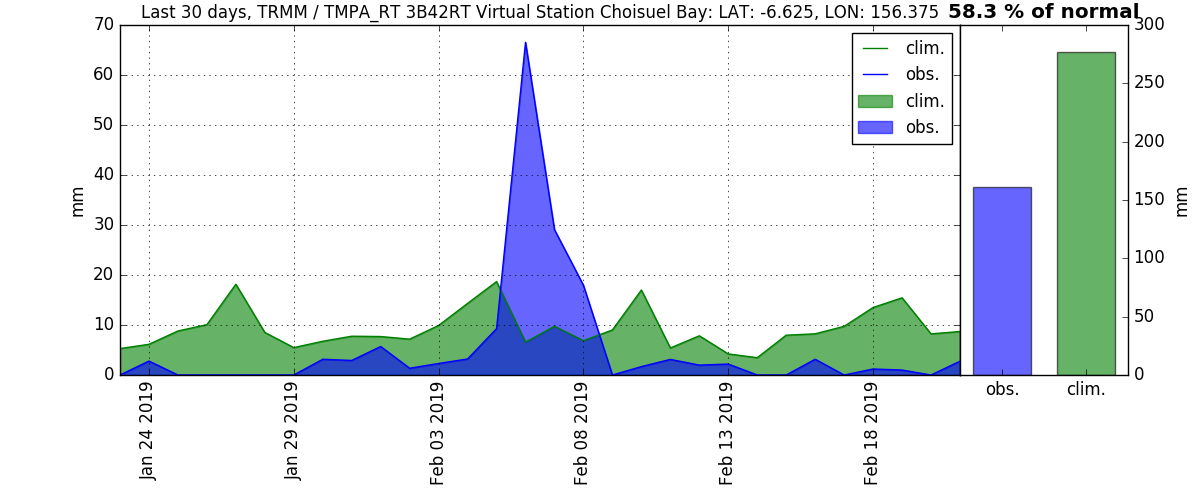 Last 30 days, TRMM / TMPA_RT 3B42RT Virtual Station Choisuel Bay: LAT: -6.625, LON: 156.375 58.3 % of normal
70
60
50
40
30
20
10
0
mm
clim.
obs.
clim.
obs.
Jan 24 2019
Jan 29 2019
Feb 03 2019
Feb 08 2019
Feb 13 2019
Feb 18 2019
300
250
200
150
100
50
0
mm
obs.
clim.